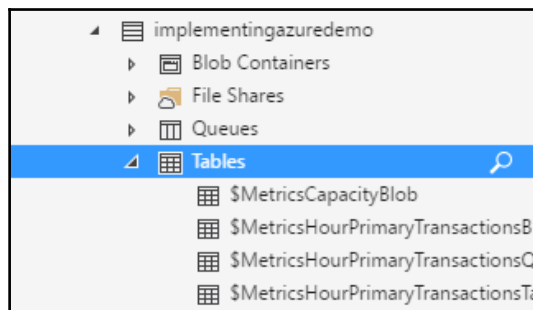 implementingazuredemo
Blob Containers
File Shares
Queues
Tables
$MetricsCapacityBlob
$MetricsHourPrimaryTransactionsB
$MetricsHourPrimaryTransactionsQ
$MetricsHourPrimaryTransactionsTa